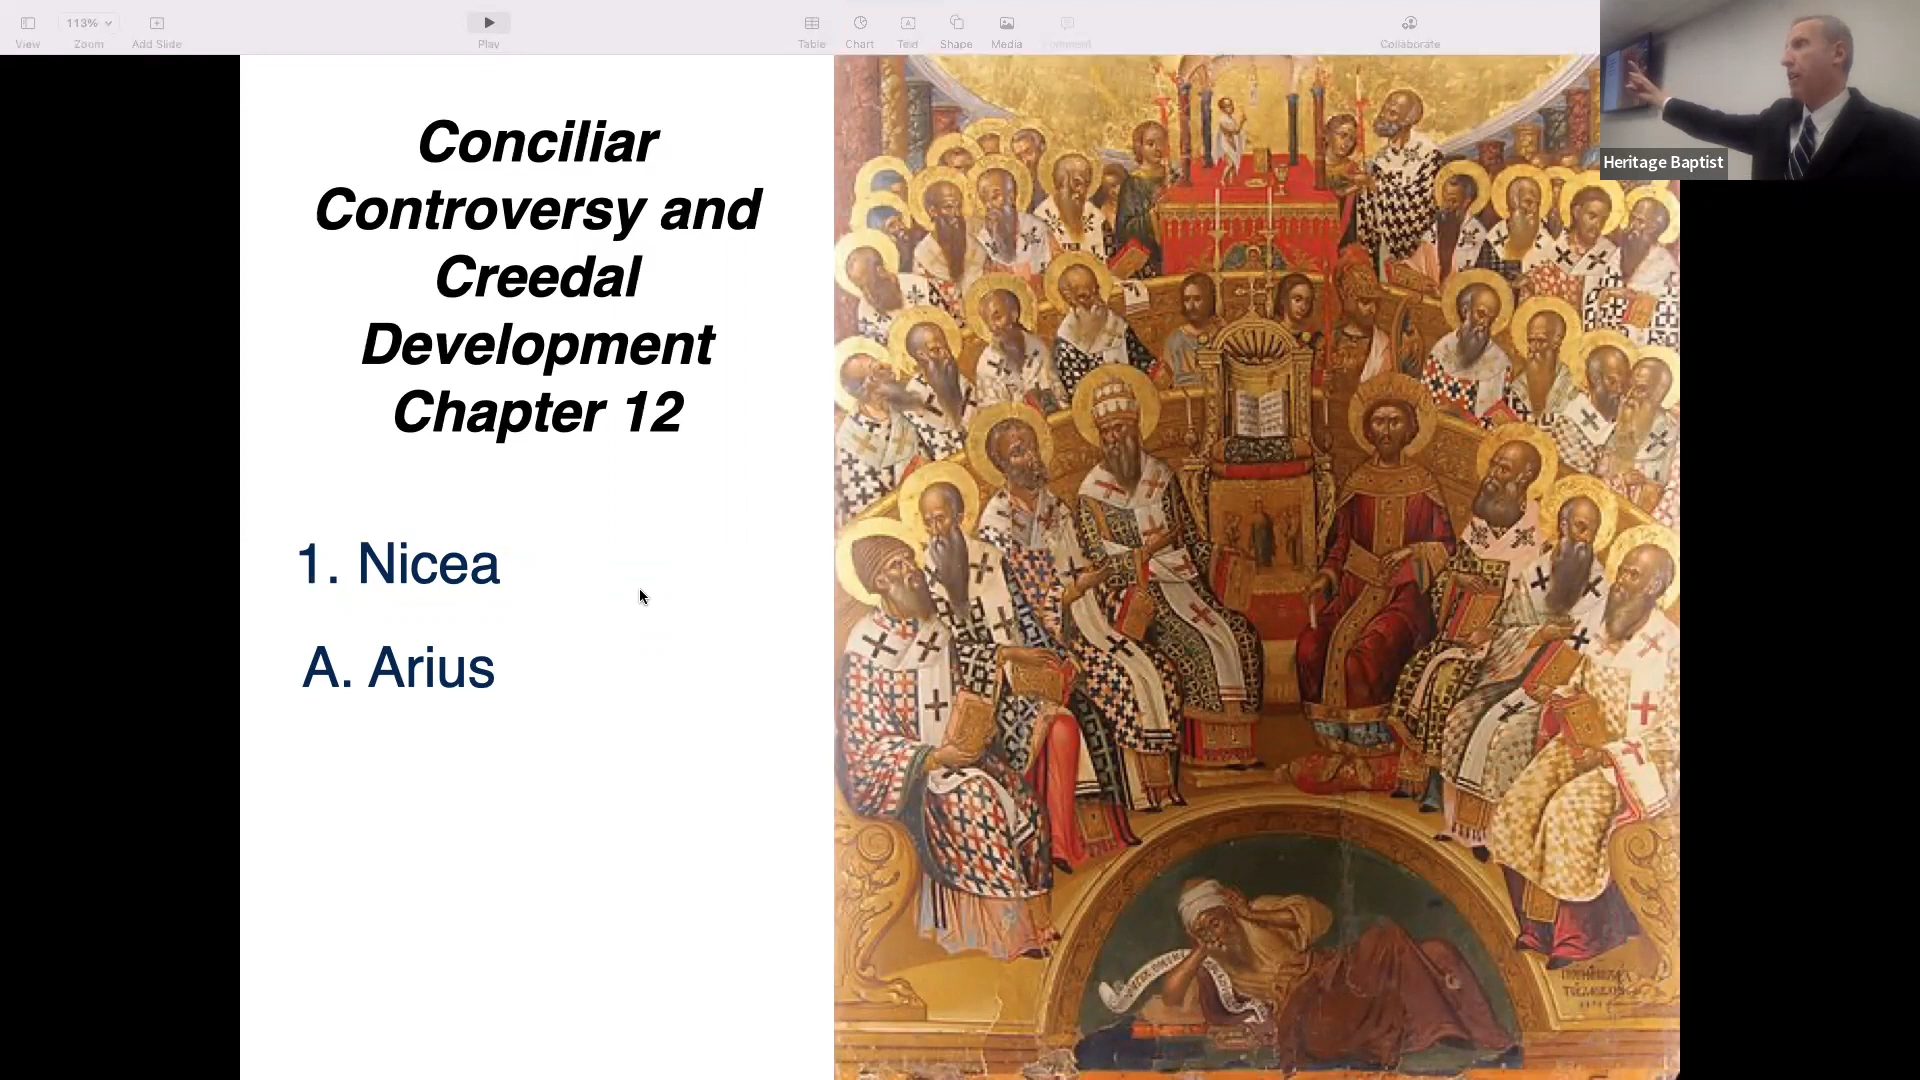 113%
View
Zoom
Add Slide
Play
Table
Chart
Text
Shape
Media
Comment
Collaborate
Heritage Baptist
Conciliar
Controversy and
Creedal
Development
Chapter 12
1. Nicea
A. Arius